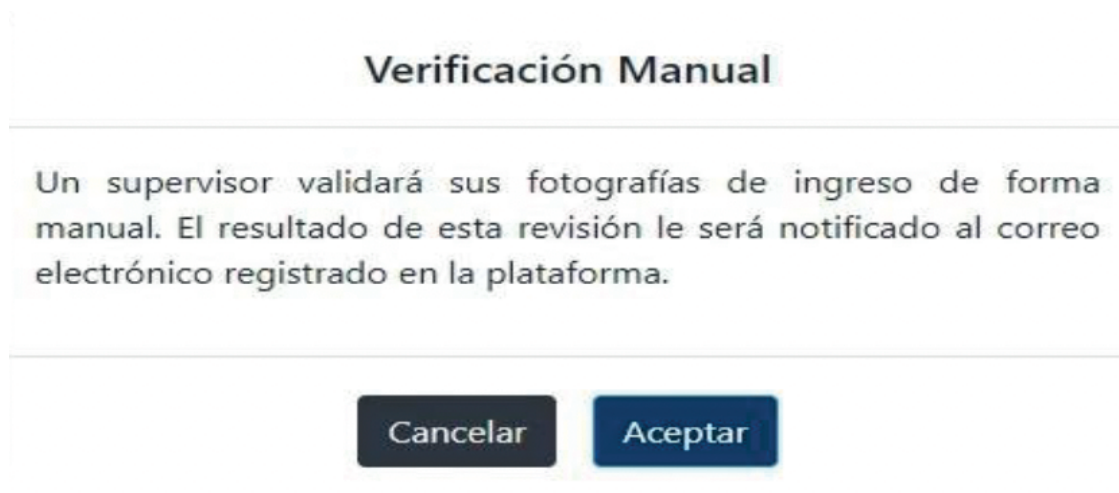 Verificación Manual
Un supervisor validará sus fotografías de ingreso de forma
manual. El resultado de esta revisión le será notificado al correo
electrónico registrado en la plataforma.
Cancelar
Aceptar